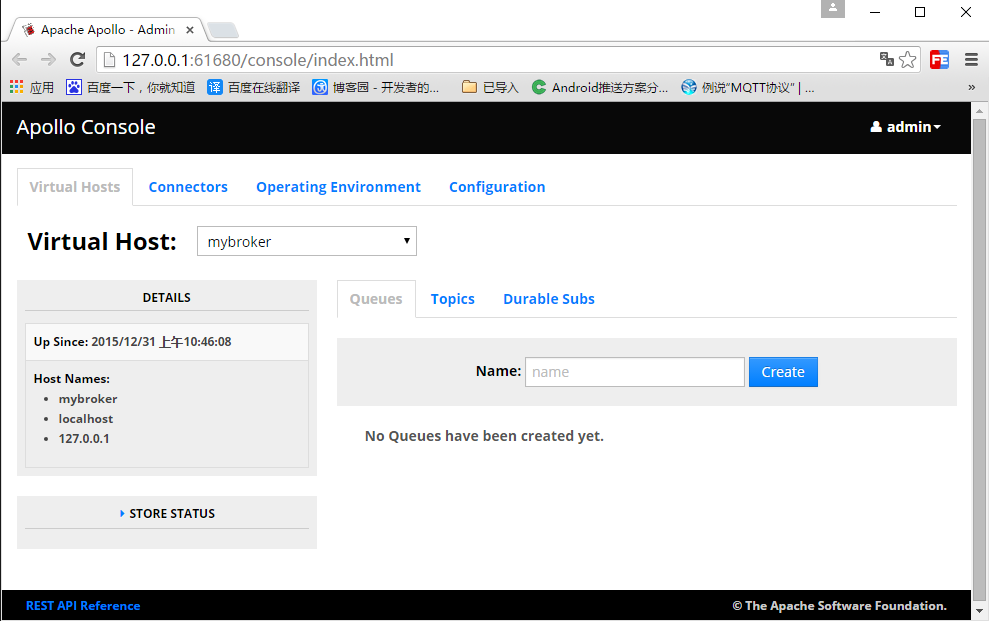 Apache Apollo - Admin
127.0.0.1:61680/console/index.html
应用 百度一下，你就知道 译 百度在线翻译 博客园 - 开发者的... 已导入 Android推送方案分... 例说"MQTT协议" | ... »
Apollo Console admin
Virtual Hosts Connectors Operating Environment Configuration
Virtual Host: mybroker
DETAILS
Up Since: 2015/12/31 上午10:46:08
Host Names:
mybroker
localhost
127.0.0.1
STORE STATUS
Queues Topics Durable Subs
Name: name Create
No Queues have been created yet.
REST API Reference © The Apache Software Foundation.